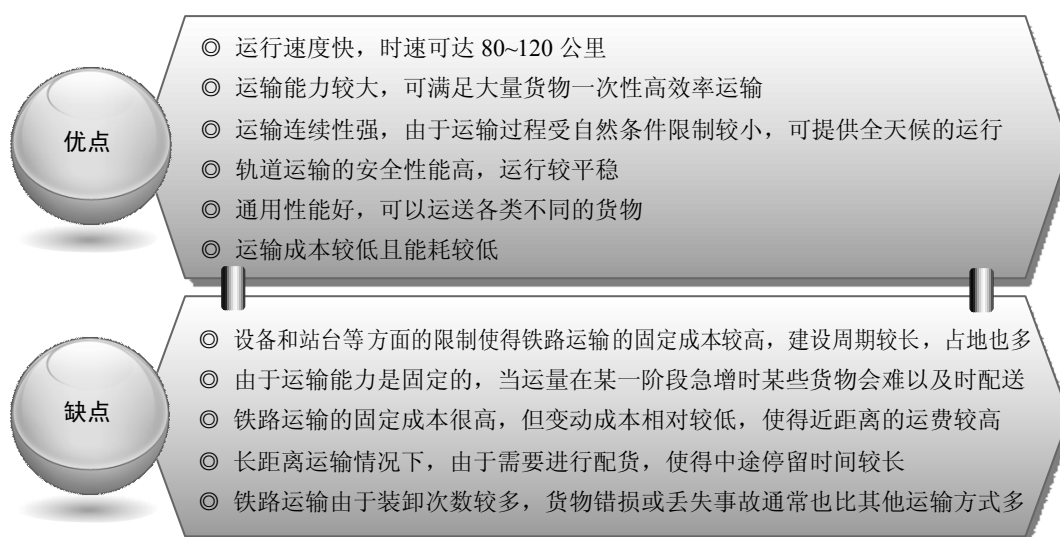 优点
◎ 运行速度快，时速可达 80~120 公里
◎ 运输能力较大，可满足大量货物一次性高效率运输
◎ 运输连续性强，由于运输过程受自然条件限制较小，可提供全天候的运行
◎ 轨道运输的安全性能高，运行较平稳
◎ 通用性能好，可以运送各类不同的货物
◎ 运输成本较低且能耗较低
缺点
◎ 设备和站台等方面的限制使得铁路运输的固定成本较高，建设周期较长，占地也多
◎ 由于运输能力是固定的，当运量在某一阶段急增时某些货物会难以及时配送
◎ 铁路运输的固定成本很高，但变动成本相对较低，使得近距离的运费较高
◎ 长距离运输情况下，由于需要进行配货，使得中途停留时间较长
◎ 铁路运输由于装卸次数较多，货物错损或丢失事故通常也比其他运输方式多